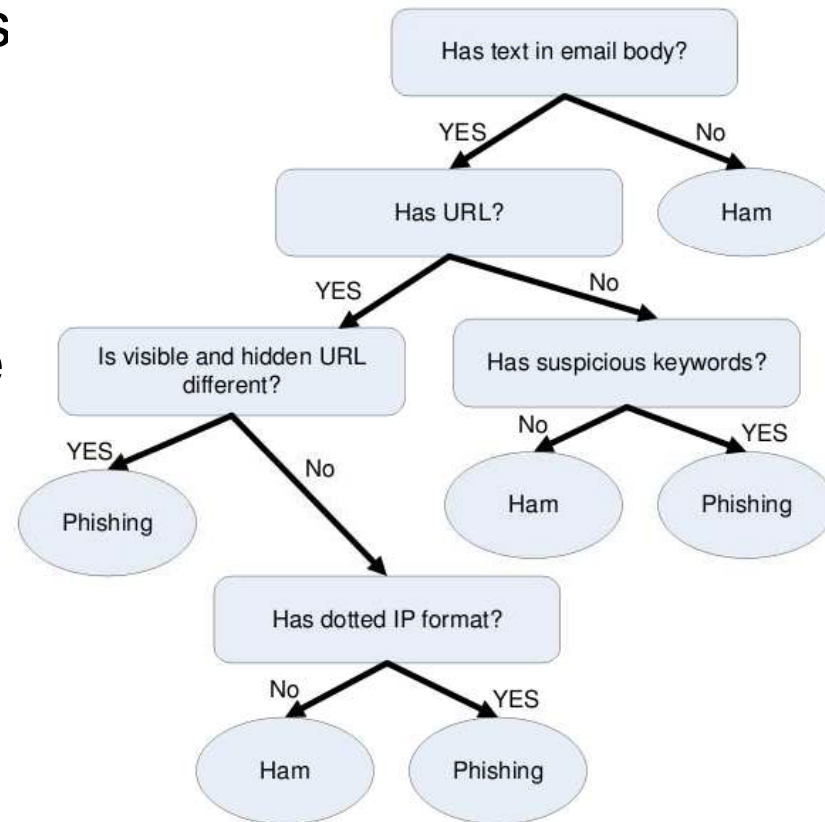 s
Has text in email body?
YES
No
Has URL?
Ham
YES
No
e
Is visible and hidden URL
different?
Has suspicious keywords?
YES
No
No
YES
Phishing
Ham
Phishing
Has dotted IP format?
No
YES
Ham
Phishing